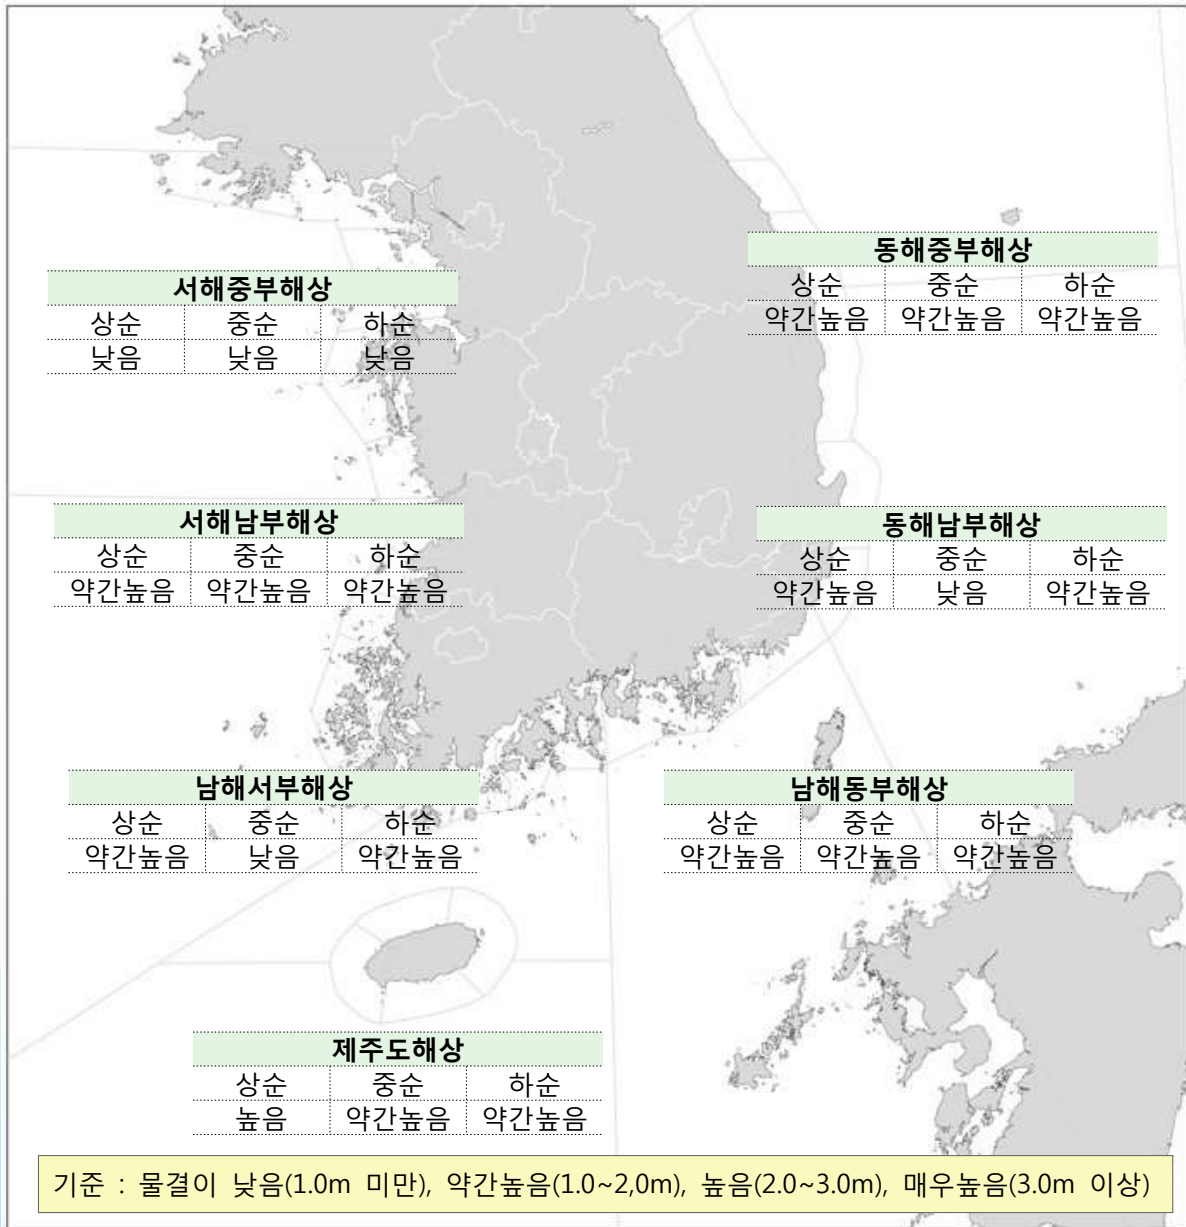 동해중부해상
상순 중순 하순
약간높음 약간높음 약간높음
서해중부해상
상순 중순 하순
낮음 낮음 낮음
서해남부해상
상순 중순 하순
약간높음 약간높음 약간높음
동해남부해상
상순 중순 하순
약간높음 낮음 약간높음
남해서부해상
상순 중순 하순
약간높음 낮음 약간높음
남해동부해상
상순 중순 하순
약간높음 약간높음 약간높음
제주도해상
상순 중순 하순
높음 약간높음 약간높음
기준 : 물결이 낮음(1.0m 미만), 약간높음(1.0~2,0m), 높음(2.0~3.0m), 매우높음(3.0m 이상)